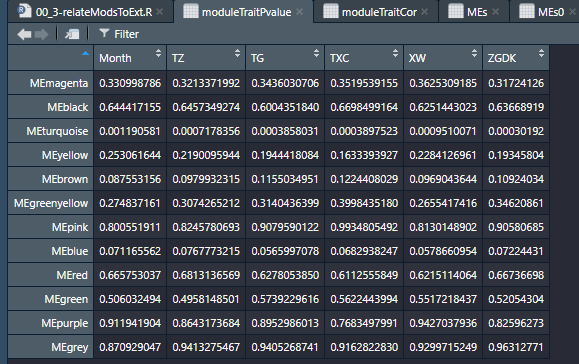 00_3-relateModsToExt.R × moduleTraitPvalue × moduleTraitCor × MEs × MEs0
Filter
Month TZ TG TXC XW ZGDK
MEmagenta 0.330998786 0.3213371992 0.3436030706 0.3519539155 0.3625309185 0.31724126
MEblack 0.644417155 0.6457349274 0.6004351840 0.6698499164 0.6251443023 0.63668919
MEturquoise 0.001190581 0.0007178356 0.0003858031 0.0003897523 0.0009510071 0.00030192
MEyellow 0.253061644 0.2190095944 0.1944418084 0.1633393927 0.2284126961 0.19345804
MEbrown 0.087553156 0.0979932315 0.1155034951 0.1224408029 0.0969043644 0.10924034
MEgreenyellow 0.274837161 0.3074265212 0.3140436399 0.3998435180 0.2655417416 0.34620861
MEpink 0.800551911 0.8245780693 0.9079590122 0.9934805492 0.8130148902 0.90580685
MEblue 0.071165562 0.0767773215 0.0565997078 0.0682938247 0.0578660954 0.07224431
MEred 0.665753037 0.6813136569 0.6278053850 0.6112555849 0.6215114064 0.66736698
MEgreen 0.506032494 0.4958148501 0.5739229616 0.5622443994 0.5517218437 0.52054304
MEpurple 0.911941904 0.8643173684 0.8952986013 0.7683497991 0.9427037936 0.82596273
MEgrey 0.870929047 0.9413275467 0.9405268741 0.9162822830 0.9299715249 0.96312771